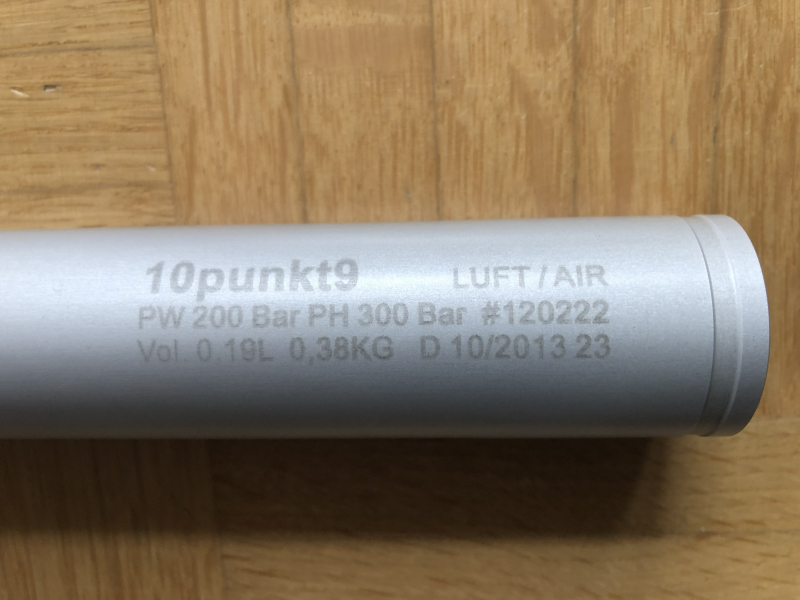 10punkt9 LUFT / AIR
PW 200 Bar PH 300 Bar #120222
Vol. 0.19L 0,38KG D 10/2013 23